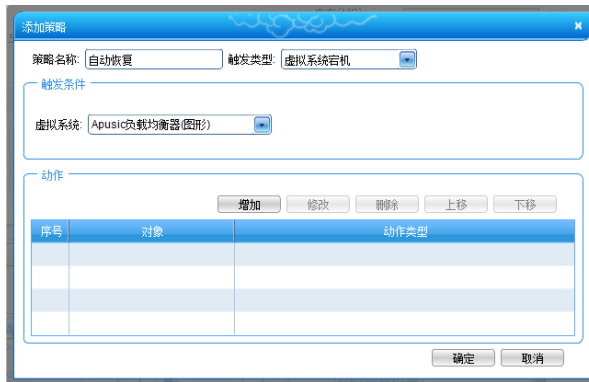 添加策略
策略名称: 自动恢复 触发类型: 虚拟系统宕机
触发条件
虚拟系统: Apusic负载均衡器(图形)
动作
增加 修改 删除 上移 下移
序号 对象 动作类型
确定 取消